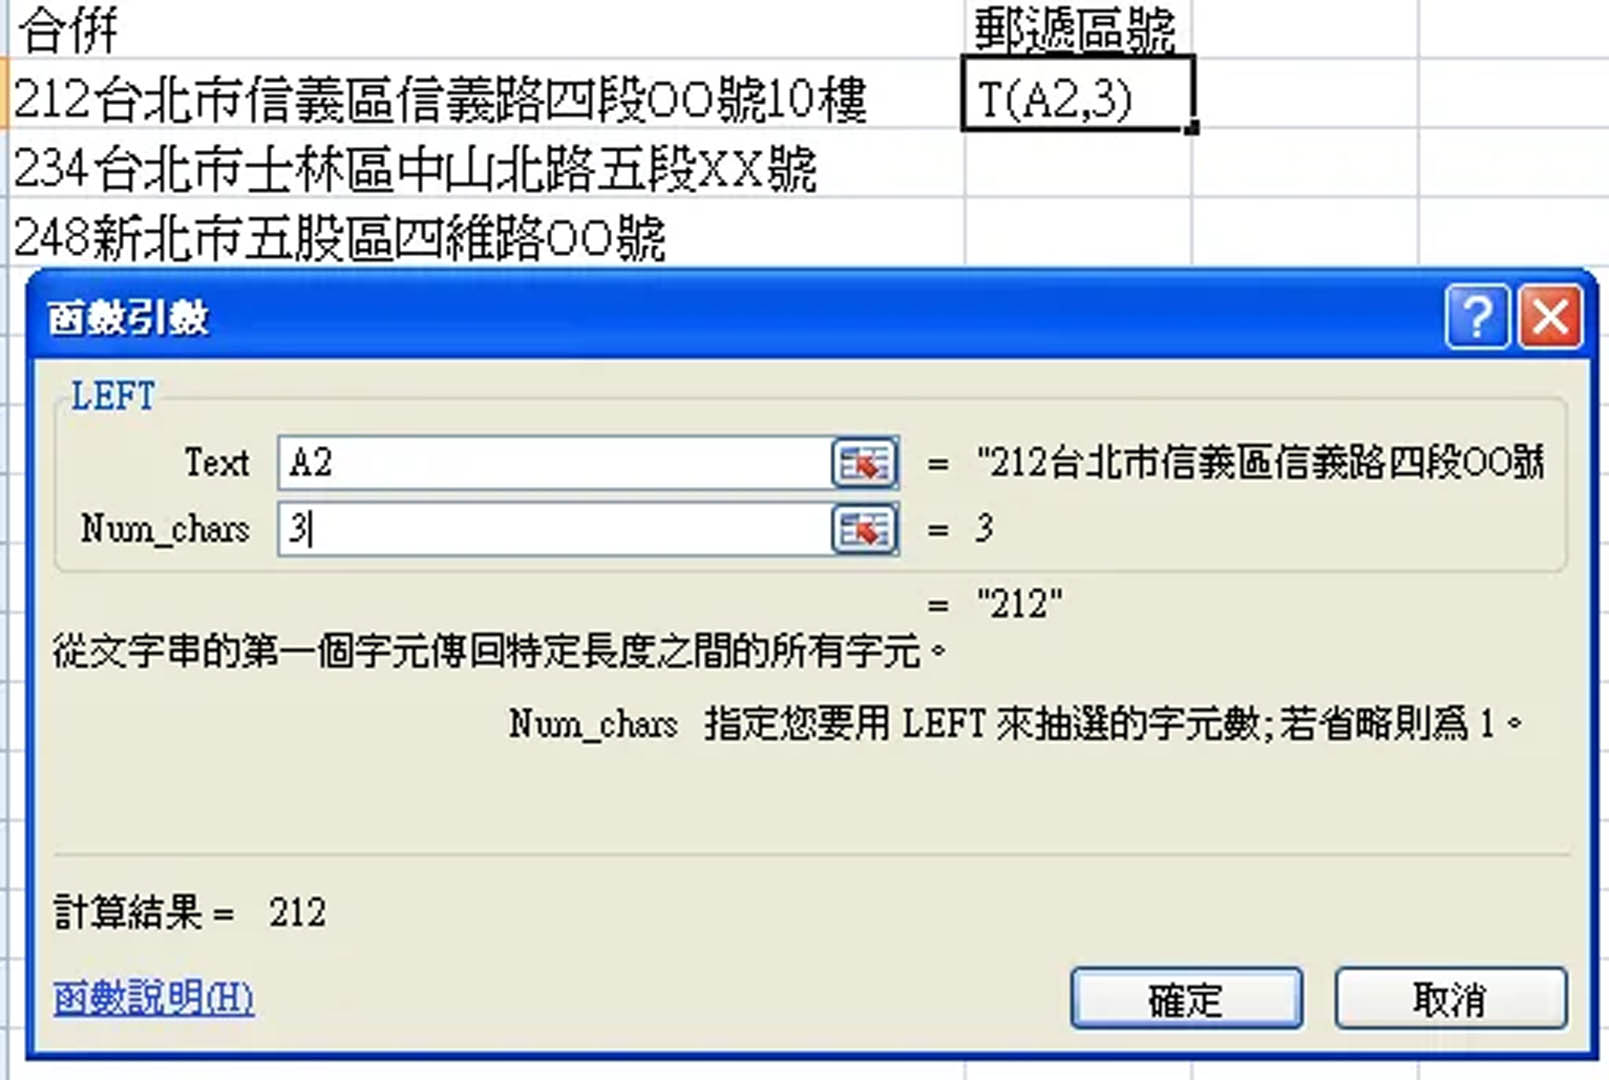 合併
郵遞區號
212台北市信義區信義路四段OO號10樓
T(A2,3)
234台北市士林區中山北路五段XX號
248新北市五股區四維路OO號
函數引數
?
LEFT
Text A2 = "212台北市信義區信義路四段OO號
Num_chars 3 = 3
= "212"
從文字串的第一個字元傳回特定長度之間的所有字元。
Num_chars 指定您要用 LEFT 來抽選的字元數;若省略則為 1。
計算結果 = 212
函數說明(H)
確定
取消